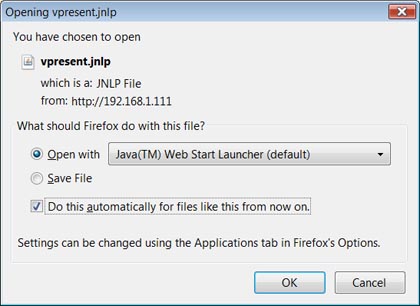 Opening vpresent.jnlp
You have chosen to open
vpresent.jnlp
which is a: JNLP File
from: http://192.168.1.111
What should Firefox do with this file?
Open with Java(TM) Web Start Launcher (default)
Save File
Do this automatically for files like this from now on.
Settings can be changed using the Applications tab in Firefox's Options.
OK Cancel